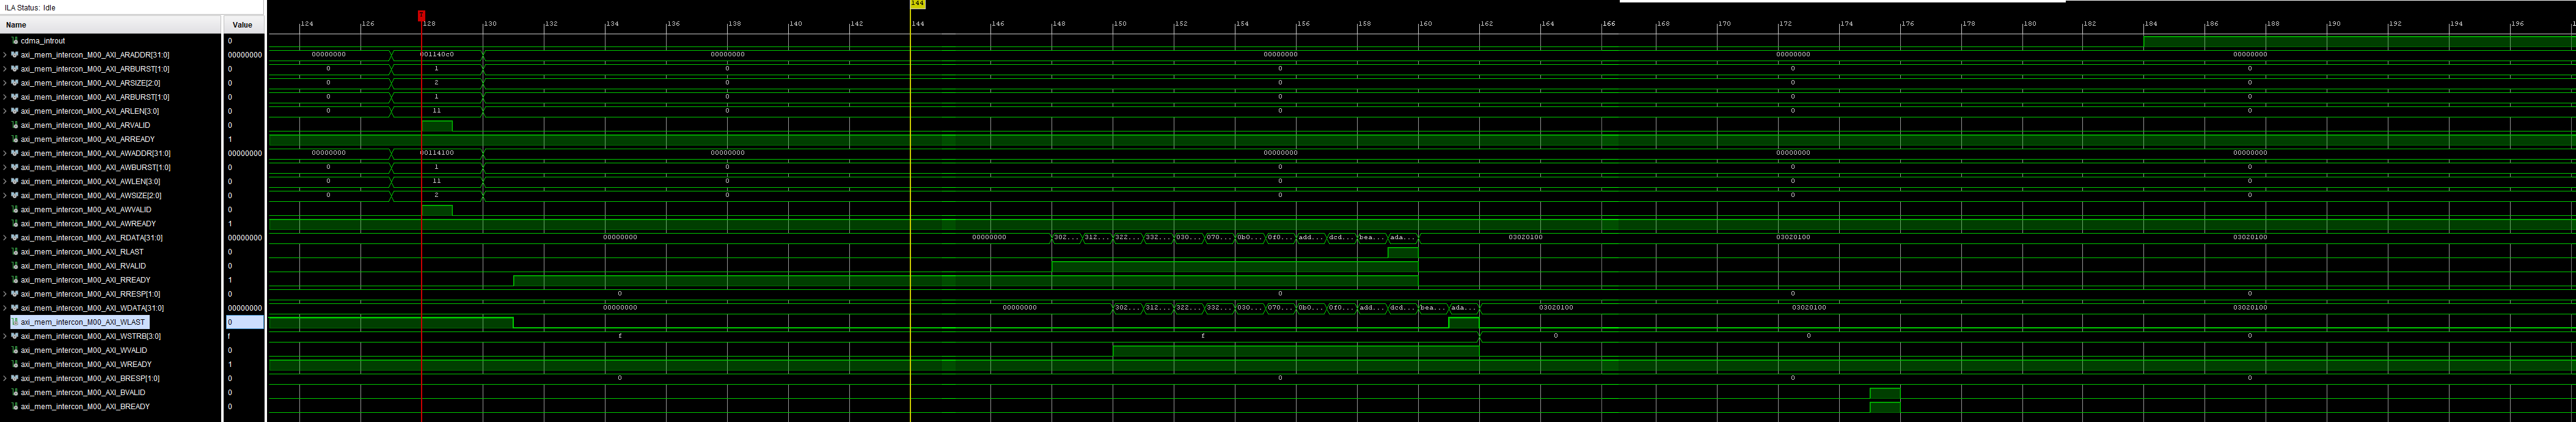 ILA Status: Idle
144
Name Value 124 126 128 130 132 134 136 138 140 142 144 146 148 150 152 154 156 158 160 162 164 166 168 170 172 174 176 178 180 182 184 186 188 190 192 194 196
cdma_introut 0
axi_mem_intercon_M00_AXI_ARADDR[31:0] 00000000 00000000 001140c0 00000000 00000000 00000000 00000000
axi_mem_intercon_M00_AXI_ARBURST[1:0] 0 0 1 0 0 0 0
axi_mem_intercon_M00_AXI_ARSIZE[2:0] 0 0 2 0 0 0 0
axi_mem_intercon_M00_AXI_ARBURST[1:0] 0 0 1 0 0 0 0
axi_mem_intercon_M00_AXI_ARLEN[3:0] 0 0 11 0 0 0 0
axi_mem_intercon_M00_AXI_ARVALID 0
axi_mem_intercon_M00_AXI_ARREADY 1
axi_mem_intercon_M00_AXI_AWADDR[31:0] 00000000 00000000 00114100 00000000 00000000 00000000 00000000
axi_mem_intercon_M00_AXI_AWBURST[1:0] 0 0 1 0 0 0 0
axi_mem_intercon_M00_AXI_AWLEN[3:0] 0 0 11 0 0 0 0
axi_mem_intercon_M00_AXI_AWSIZE[2:0] 0 0 2 0 0 0 0
axi_mem_intercon_M00_AXI_AWVALID 0
axi_mem_intercon_M00_AXI_AWREADY 1
axi_mem_intercon_M00_AXI_RDATA[31:0] 00000000 00000000 00000000 302... 312... 322... 332... 030... 070... 0b0... 0f0... add... dcd... bea... ada... 03020100 03020100 03020100
axi_mem_intercon_M00_AXI_RLAST 0
axi_mem_intercon_M00_AXI_RVALID 0
axi_mem_intercon_M00_AXI_RREADY 1
axi_mem_intercon_M00_AXI_RRESP[1:0] 0 0 0 0 0
axi_mem_intercon_M00_AXI_WDATA[31:0] 00000000 00000000 00000000 302... 312... 322... 332... 030... 070... 0b0... 0f0... add... dcd... bea... ada... 03020100 03020100 03020100
axi_mem_intercon_M00_AXI_WLAST 0
axi_mem_intercon_M00_AXI_WSTRB[3:0] f f f 0 0 0
axi_mem_intercon_M00_AXI_WVALID 0
axi_mem_intercon_M00_AXI_WREADY 1
axi_mem_intercon_M00_AXI_BRESP[1:0] 0 0 0 0 0
axi_mem_intercon_M00_AXI_BVALID 0
axi_mem_intercon_M00_AXI_BREADY 0